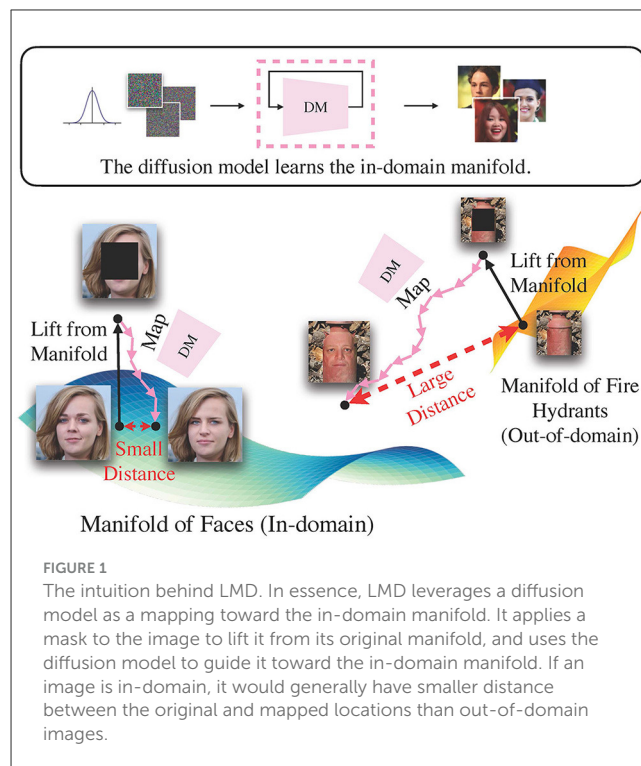 DM
The diffusion model learns the in-domain manifold.
Lift from
Manifold
Map
DM
Small
Distance
Manifold of Faces (In-domain)
DM
Map
Lift from
Manifold
Large
Distance
Manifold of Fire
Hydrants
(Out-of-domain)
FIGURE 1
The intuition behind LMD. In essence, LMD leverages a diffusion
model as a mapping toward the in-domain manifold. It applies a
mask to the image to lift it from its original manifold, and uses the
diffusion model to guide it toward the in-domain manifold. If an
image is in-domain, it would generally have smaller distance
between the original and mapped locations than out-of-domain
images.